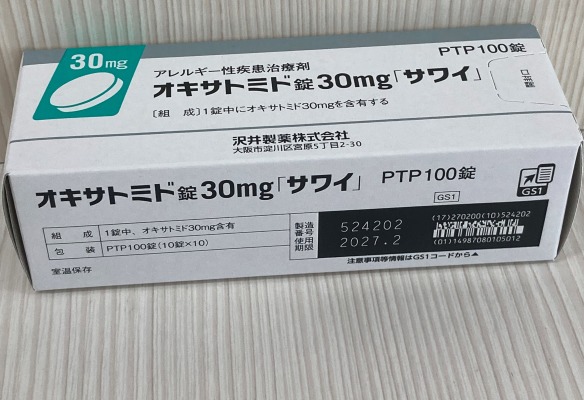 30mg
アレルギー性疾患治療剤
PTP100錠
オキサトミド錠30mg「サワイ」
〔組 成〕1錠中にオキサトミド30mgを含有する
開封口
沢井製薬株式会社
大阪市淀川区宮原5丁目2-30
オキサトミド錠30mg「サワイ」 PTP100錠
GS1
GS1
組 成 1錠中、オキサトミド30mg含有
包 装 PTP100錠(10錠×10)
室温保存
製造番号 524202
使用期限 2027.2
(17)270200(10)524202
(01)14987080105012
注意事項等情報はGS1コードから▲